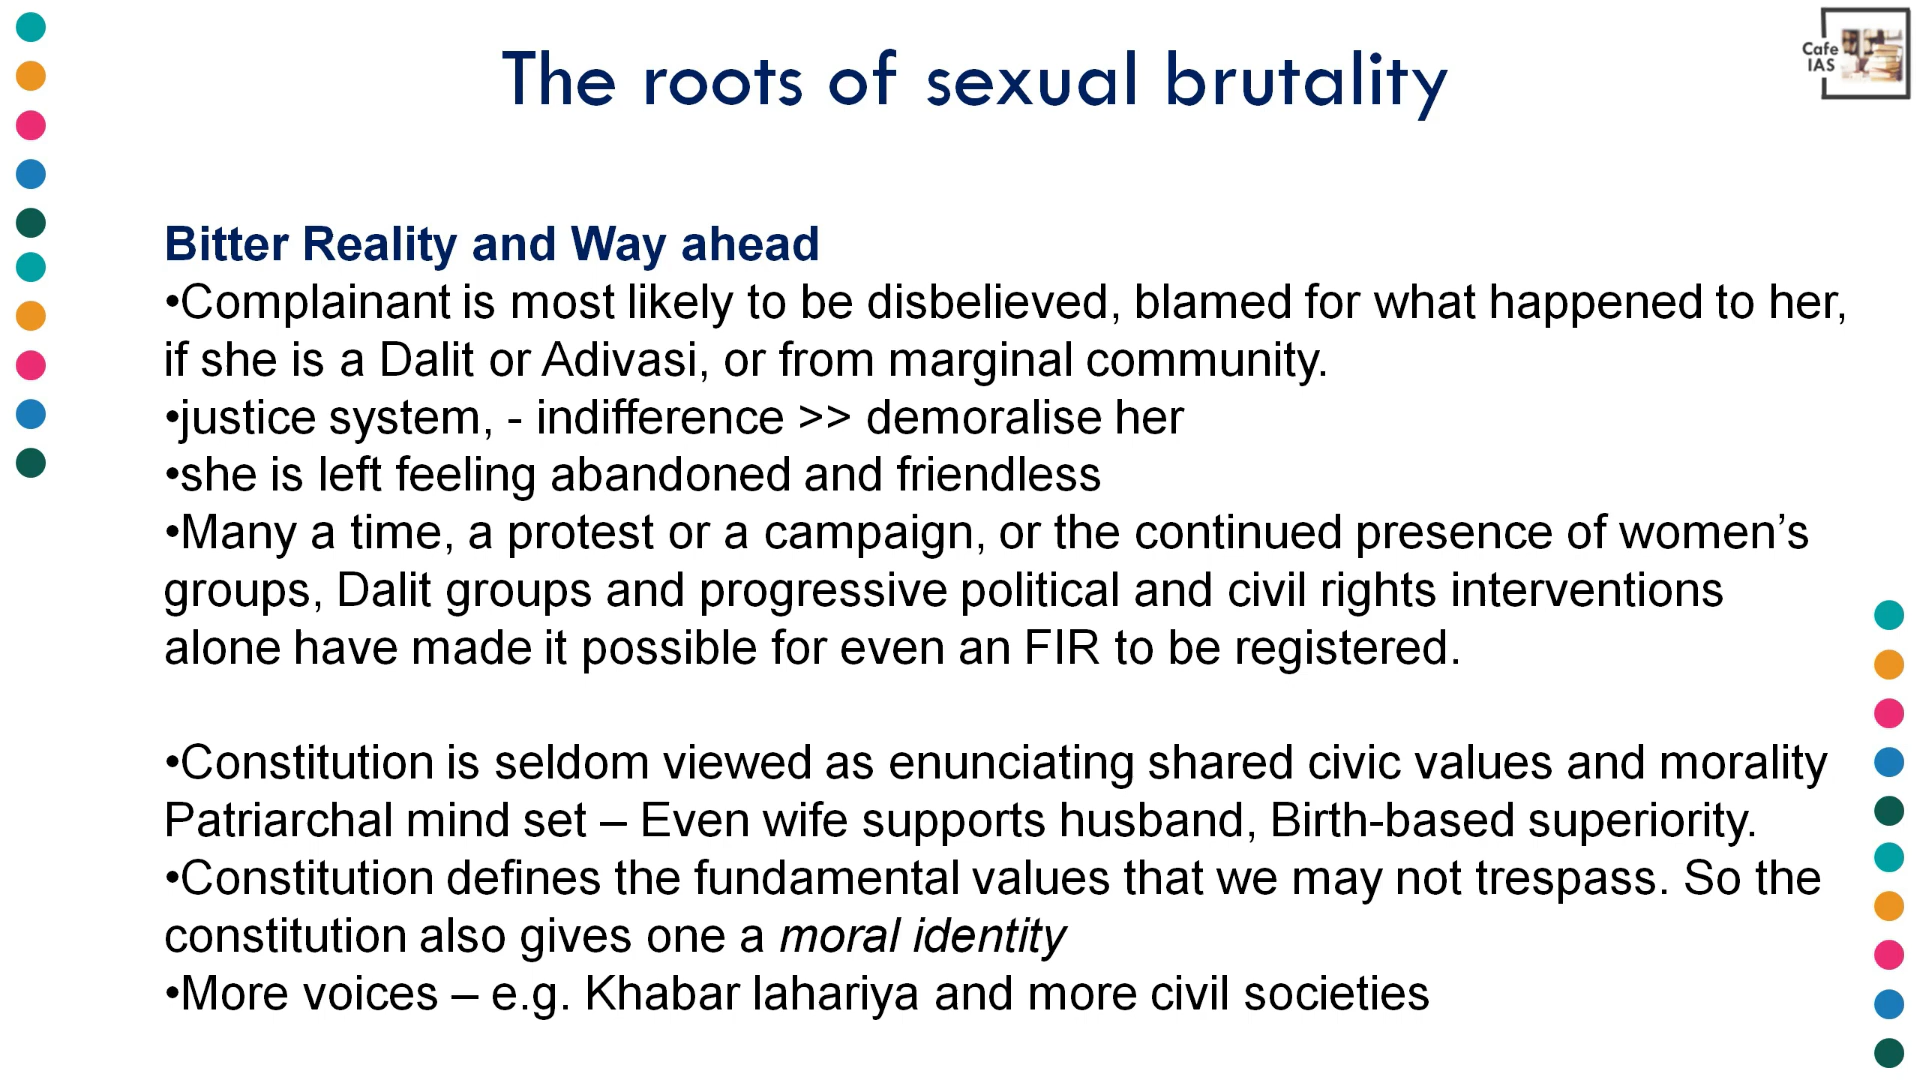 The roots of sexual brutality
Cafe
IAS
Bitter Reality and Way ahead
•Complainant is most likely to be disbelieved, blamed for what happened to her,
if she is a Dalit or Adivasi, or from marginal community.
•justice system, - indifference >> demoralise her
•she is left feeling abandoned and friendless
•Many a time, a protest or a campaign, or the continued presence of women’s
groups, Dalit groups and progressive political and civil rights interventions
alone have made it possible for even an FIR to be registered.
•Constitution is seldom viewed as enunciating shared civic values and morality
Patriarchal mind set – Even wife supports husband, Birth-based superiority.
•Constitution defines the fundamental values that we may not trespass. So the
constitution also gives one a moral identity
•More voices – e.g. Khabar lahariya and more civil societies